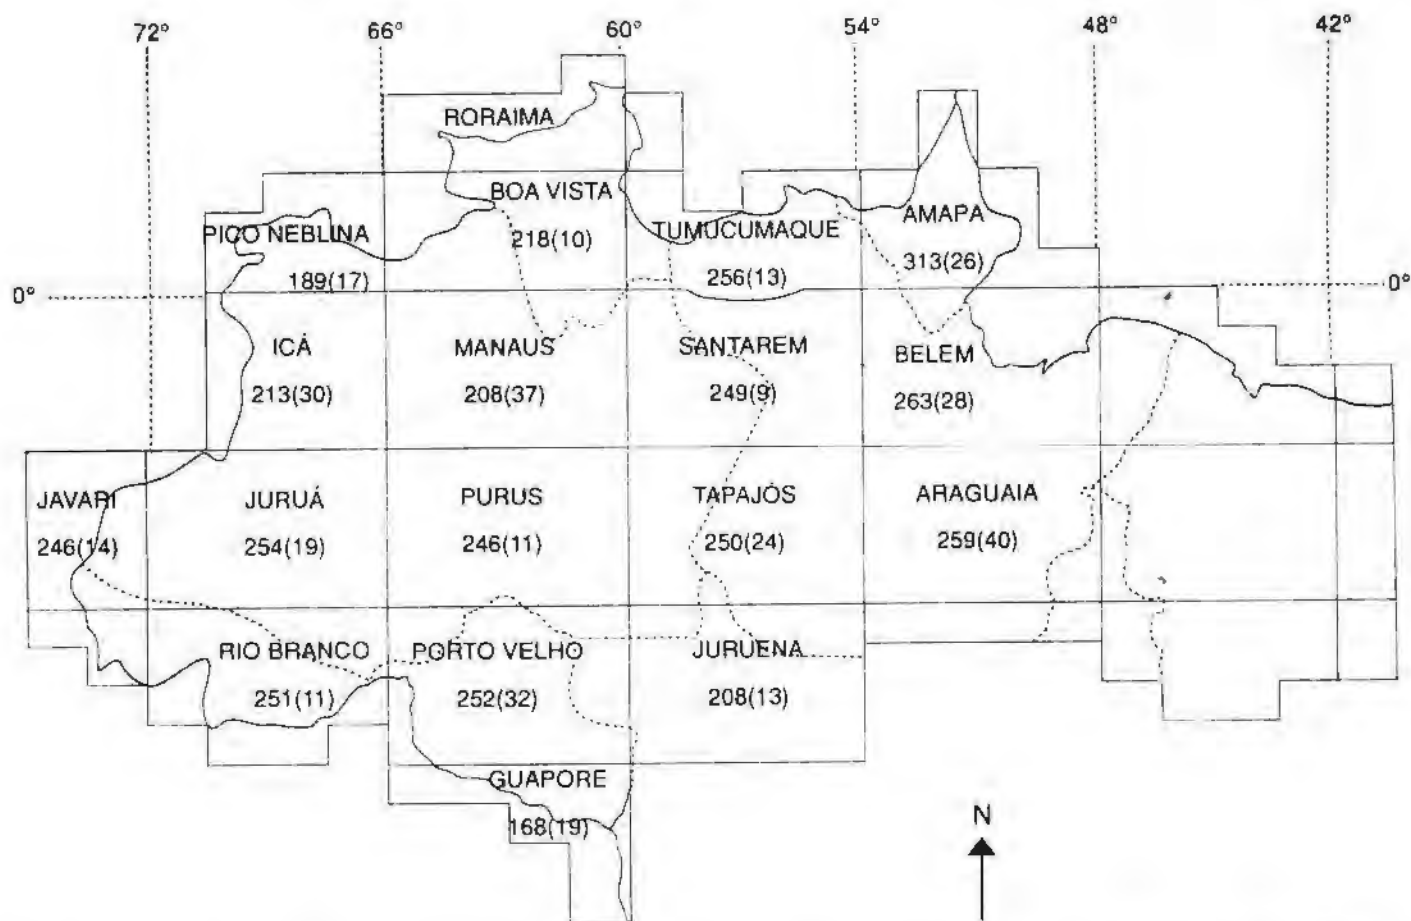 72° 66° 60° 54° 48° 42°
RORAIMA
BOA VISTA
218(10)
PICO NEBLINA
189(17)
TUMUCUMAQUE
256(13)
AMAPA
313(26)
0° 0°
ICÁ
213(30)
MANAUS
208(37)
SANTAREM
249(9)
BELEM
263(28)
JAVARI
246(14)
JURUÁ
254(19)
PURUS
246(11)
TAPAJÓS
250(24)
ARAGUAIA
259(40)
RIO BRANCO
251(11)
PORTO VELHO
252(32)
JURUENA
208(13)
GUAPORE
168(19)
N